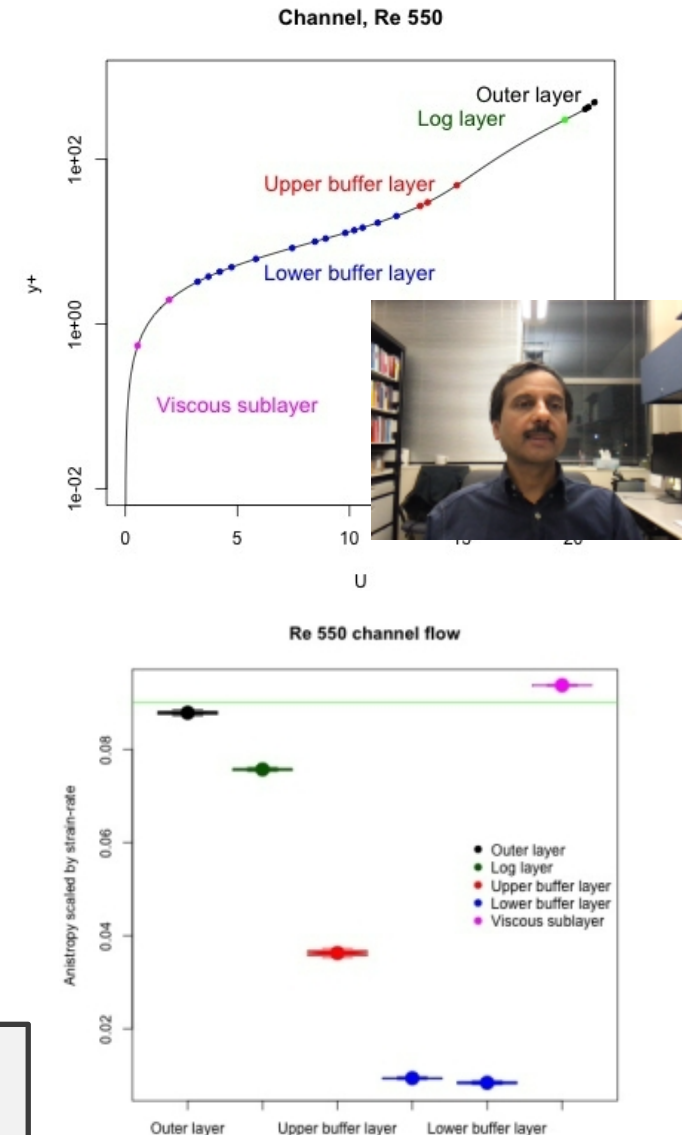 Channel, Re 550
Outer layer
Log layer
Upper buffer layer
Lower buffer layer
Viscous sublayer
y+
1e+02
1e+00
1e-02
0 5 10
U
Re 550 channel flow
Anistropy scaled by strain-rate
0.08
0.06
0.04
0.02
Outer layer
Log layer
Upper buffer layer
Lower buffer layer
Viscous sublayer
Outer layer Upper buffer layer Lower buffer layer